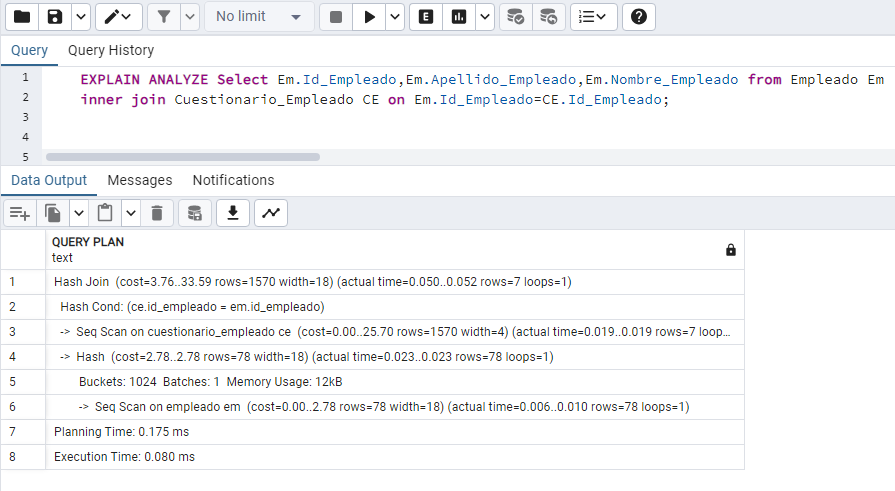 No limit
E
Query Query History
1 EXPLAIN ANALYZE Select Em.Id_Empleado,Em.Apellido_Empleado,Em.Nombre_Empleado from Empleado Em
2 inner join Cuestionario_Empleado CE on Em.Id_Empleado=CE.Id_Empleado;
3
4
5
Data Output Messages Notifications
QUERY PLAN
text
1 Hash Join (cost=3.76..33.59 rows=1570 width=18) (actual time=0.050..0.052 rows=7 loops=1)
2 Hash Cond: (ce.id_empleado = em.id_empleado)
3 -> Seq Scan on cuestionario_empleado ce (cost=0.00..25.70 rows=1570 width=4) (actual time=0.019..0.019 rows=7 loop...
4 -> Hash (cost=2.78..2.78 rows=78 width=18) (actual time=0.023..0.023 rows=78 loops=1)
5 Buckets: 1024 Batches: 1 Memory Usage: 12kB
6 -> Seq Scan on empleado em (cost=0.00..2.78 rows=78 width=18) (actual time=0.006..0.010 rows=78 loops=1)
7 Planning Time: 0.175 ms
8 Execution Time: 0.080 ms